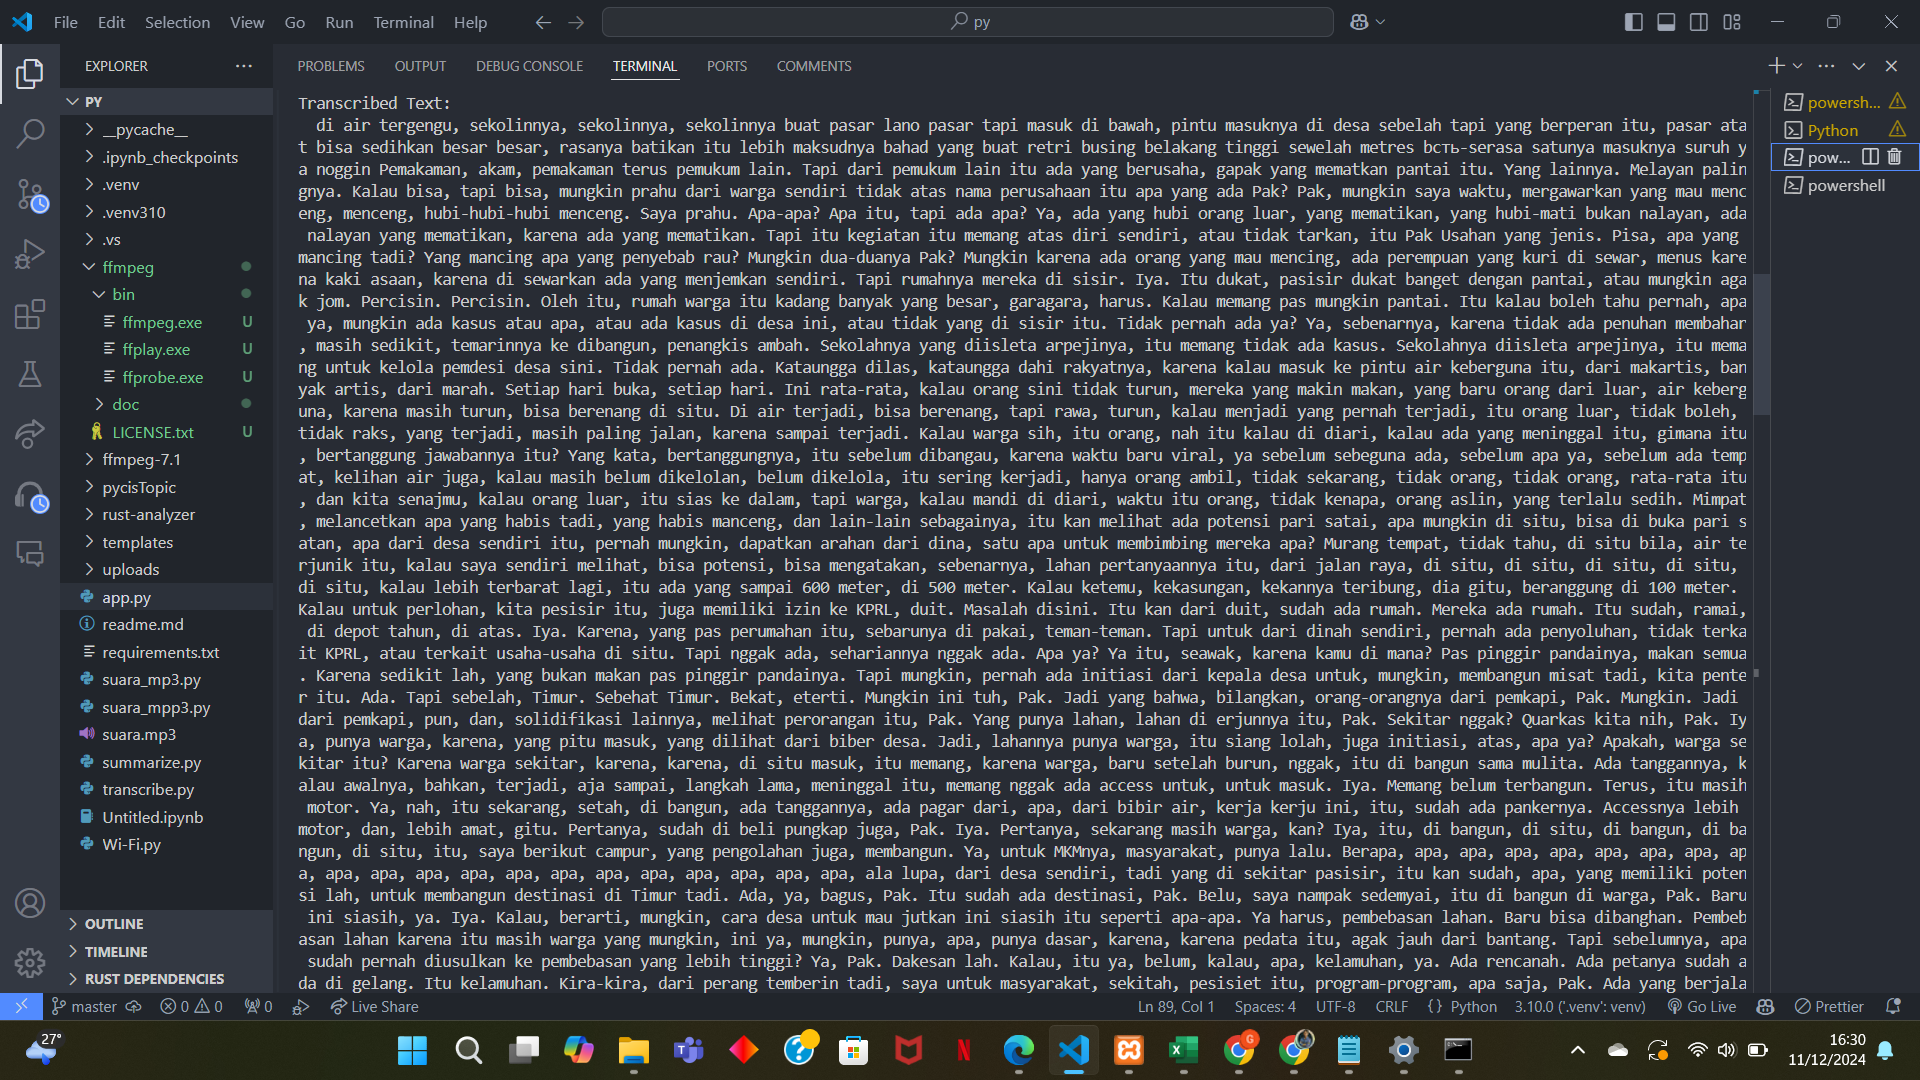 File Edit Selection View Go Run Terminal Help
py
EXPLORER
PROBLEMS OUTPUT DEBUG CONSOLE TERMINAL PORTS COMMENTS
PY
__pycache__
.ipynb_checkpoints
.venv
.venv310
.vs
ffmpeg
bin
ffmpeg.exe U
ffplay.exe U
ffprobe.exe U
doc
LICENSE.txt U
ffmpeg-7.1
pycisTopic
rust-analyzer
templates
uploads
app.py
readme.md
requirements.txt
suara_mp3.py
suara_mpp3.py
suara.mp3
summarize.py
transcribe.py
Untitled.ipynb
Wi-Fi.py
OUTLINE
TIMELINE
RUST DEPENDENCIES
Transcribed Text:
di air tergengu, sekolinnya, sekolinnya, sekolinnya buat pasar lano pasar tapi masuk di bawah, pintu masuknya di desa sebelah tapi yang berperan itu, pasar ata
t bisa sedihkan besar besar, rasanya batikan itu lebih maksudnya bahad yang buat retri busing belakang tinggi sewelah metres всть-serasa satunya masuknya suruh y
a noggin Pemakaman, akam, pemakaman terus pemukum lain. Tapi dari pemukum lain itu ada yang berusaha, gapak yang mematkan pantai itu. Yang lainnya. Melayan palin
gnya. Kalau bisa, tapi bisa, mungkin prahu dari warga sendiri tidak atas nama perusahaan itu apa yang ada Pak? Pak, mungkin saya waktu, mergawarkan yang mau menc
eng, menceng, hubi-hubi-hubi menceng. Saya prahu. Apa-apa? Apa itu, tapi ada apa? Ya, ada yang hubi orang luar, yang mematikan, yang hubi-mati bukan nalayan, ada
nalayan yang mematikan, karena ada yang mematikan. Tapi itu kegiatan itu memang atas diri sendiri, atau tidak tarkan, itu Pak Usahan yang jenis. Pisa, apa yang
mancing tadi? Yang mancing apa yang penyebab rau? Mungkin dua-duanya Pak? Mungkin karena ada orang yang mau mencing, ada perempuan yang kuri di sewar, menus kare
na kaki asaan, karena di sewarkan ada yang menjemkan sendiri. Tapi rumahnya mereka di sisir. Iya. Itu dukat, pasisir dukat banget dengan pantai, atau mungkin aga
k jom. Percisin. Percisin. Oleh itu, rumah warga itu kadang banyak yang besar, garagara, harus. Kalau memang pas mungkin pantai. Itu kalau boleh tahu pernah, apa
ya, mungkin ada kasus atau apa, atau ada kasus di desa ini, atau tidak yang di sisir itu. Tidak pernah ada ya? Ya, sebenarnya, karena tidak ada penuhan membahar
, masih sedikit, temarinnya ke dibangun, penangkis ambah. Sekolahnya yang diisleta arpejinya, itu memang tidak ada kasus. Sekolahnya diisleta arpejinya, itu mema
ng untuk kelola pemdesi desa sini. Tidak pernah ada. Kataungga dilas, kataungga dahi rakyatnya, karena kalau masuk ke pintu air keberguna itu, dari makartis, ban
yak artis, dari marah. Setiap hari buka, setiap hari. Ini rata-rata, kalau orang sini tidak turun, mereka yang makin makan, yang baru orang dari luar, air keberg
una, karena masih turun, bisa berenang di situ. Di air terjadi, bisa berenang, tapi rawa, turun, kalau menjadi yang pernah terjadi, itu orang luar, tidak boleh,
tidak raks, yang terjadi, masih paling jalan, karena sampai terjadi. Kalau warga sih, itu orang, nah itu kalau di diari, kalau ada yang meninggal itu, gimana itu
, bertanggung jawabannya itu? Yang kata, bertanggungnya, itu sebelum dibangau, karena waktu baru viral, ya sebelum sebeguna ada, sebelum apa ya, sebelum ada temp
at, kelihan air juga, kalau masih belum dikelolan, belum dikelola, itu sering kerjadi, hanya orang ambil, tidak sekarang, tidak orang, tidak orang, rata-rata itu
, dan kita senajmu, kalau orang luar, itu sias ke dalam, tapi warga, kalau mandi di diari, waktu itu orang, tidak kenapa, orang aslin, yang terlalu sedih. Mimpat
, melancetkan apa yang habis tadi, yang habis manceng, dan lain-lain sebagainya, itu kan melihat ada potensi pari satai, apa mungkin di situ, bisa di buka pari s
atan, apa dari desa sendiri itu, pernah mungkin, dapatkan arahan dari dina, satu apa untuk membimbing mereka apa? Murang tempat, tidak tahu, di situ bila, air te
rjunik itu, kalau saya sendiri melihat, bisa potensi, bisa mengatakan, sebenarnya, lahan pertanyaannya itu, dari jalan raya, di situ, di situ, di situ, di situ,
di situ, kalau lebih terbarat lagi, itu ada yang sampai 600 meter, di 500 meter. Kalau ketemu, kekasungan, kekannya teribung, dia gitu, beranggung di 100 meter.
Kalau untuk perlohan, kita pesisir itu, juga memiliki izin ke KPRL, duit. Masalah disini. Itu kan dari duit, sudah ada rumah. Mereka ada rumah. Itu sudah, ramai,
di depot tahun, di atas. Iya. Karena, yang pas perumahan itu, sebarunya di pakai, teman-teman. Tapi untuk dari dinah sendiri, pernah ada penyoluhan, tidak terka
it KPRL, atau terkait usaha-usaha di situ. Tapi nggak ada, sehariannya nggak ada. Apa ya? Ya itu, seawak, karena kamu di mana? Pas pinggir pandainya, makan semua
. Karena sedikit lah, yang bukan makan pas pinggir pandainya. Tapi mungkin, pernah ada initiasi dari kepala desa untuk, mungkin, membangun misat tadi, kita pente
r itu. Ada. Tapi sebelah, Timur. Sebehat Timur. Bekat, eterti. Mungkin ini tuh, Pak. Jadi yang bahwa, bilangkan, orang-orangnya dari pemkapi, Pak. Mungkin. Jadi
dari pemkapi, pun, dan, solidifikasi lainnya, melihat perorangan itu, Pak. Yang punya lahan, lahan di erjunnya itu, Pak. Sekitar nggak? Quarkas kita nih, Pak. Iy
a, punya warga, karena, yang pitu masuk, yang dilihat dari biber desa. Jadi, lahannya punya warga, itu siang lolah, juga initiasi, atas, apa ya? Apakah, warga se
kitar itu? Karena warga sekitar, karena, karena, di situ masuk, itu memang, karena warga, baru setelah burun, nggak, itu di bangun sama mulita. Ada tanggannya, k
alau awalnya, bahkan, terjadi, aja sampai, langkah lama, meninggal itu, memang nggak ada access untuk, untuk masuk. Iya. Memang belum terbangun. Terus, itu masih
motor. Ya, nah, itu sekarang, setah, di bangun, ada tanggannya, ada pagar dari, apa, dari bibir air, kerja kerju ini, itu, sudah ada pankernya. Accessnya lebih
motor, dan, lebih amat, gitu. Pertanya, sudah di beli pungkap juga, Pak. Iya. Pertanya, sekarang masih warga, kan? Iya, itu, di bangun, di situ, di bangun, di ba
ngun, di situ, itu, saya berikut campur, yang pengolahan juga, membangun. Ya, untuk MKMnya, masyarakat, punya lalu. Berapa, apa, apa, apa, apa, apa, apa, apa, ap
a, apa, apa, apa, apa, apa, apa, apa, apa, apa, apa, apa, apa, ala lupa, dari desa sendiri, tadi yang di sekitar pasisir, itu kan sudah, apa, yang memiliki poten
si lah, untuk membangun destinasi di Timur tadi. Ada, ya, bagus, Pak. Itu sudah ada destinasi, Pak. Belu, saya nampak sedemyai, itu di bangun di warga, Pak. Baru
ini siasih, ya. Iya. Kalau, berarti, mungkin, cara desa untuk mau jutkan ini siasih itu seperti apa-apa. Ya harus, pembebasan lahan. Baru bisa dibanghan. Pembeb
asan lahan karena itu masih warga yang mungkin, ini ya, mungkin, punya, apa, punya dasar, karena, karena pedata itu, agak jauh dari bantang. Tapi sebelumnya, apa
sudah pernah diusulkan ke pembebasan yang lebih tinggi? Ya, Pak. Dakesan lah. Kalau, itu ya, belum, kalau, apa, kelamuhan, ya. Ada rencanah. Ada petanya sudah a
da di gelang. Itu kelamuhan. Kira-kira, dari perang temberin tadi, saya untuk masyarakat, sekitah, pesisiet itu, program-program, apa saja, Pak. Ada yang berjala
powersh...
Python
pow...
powershell
master 0 0 0 Live Share
Ln 89, Col 1 Spaces: 4 UTF-8 CRLF {} Python 3.10.0 ('.venv': venv) Go Live Prettier
27°
16:30
11/12/2024